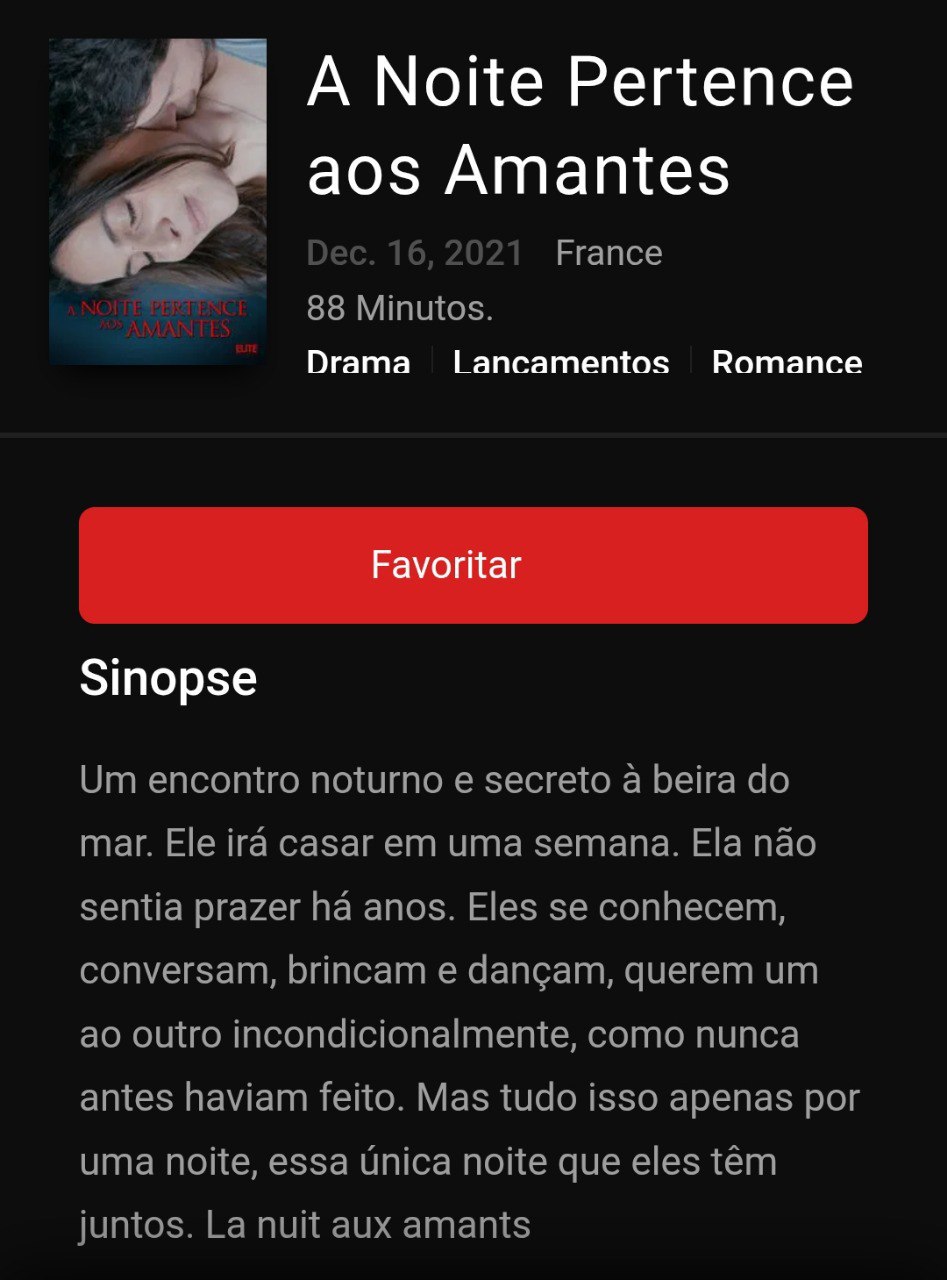 A NOITE PERTENCE
AOS AMANTES
ELITE
A Noite Pertence
aos Amantes
Dec. 16, 2021 France
88 Minutos.
Drama Lancamentos Romance
Favoritar
Sinopse
Um encontro noturno e secreto à beira do
mar. Ele irá casar em uma semana. Ela não
sentia prazer há anos. Eles se conhecem,
conversam, brincam e dançam, querem um
ao outro incondicionalmente, como nunca
antes haviam feito. Mas tudo isso apenas por
uma noite, essa única noite que eles têm
juntos. La nuit aux amants